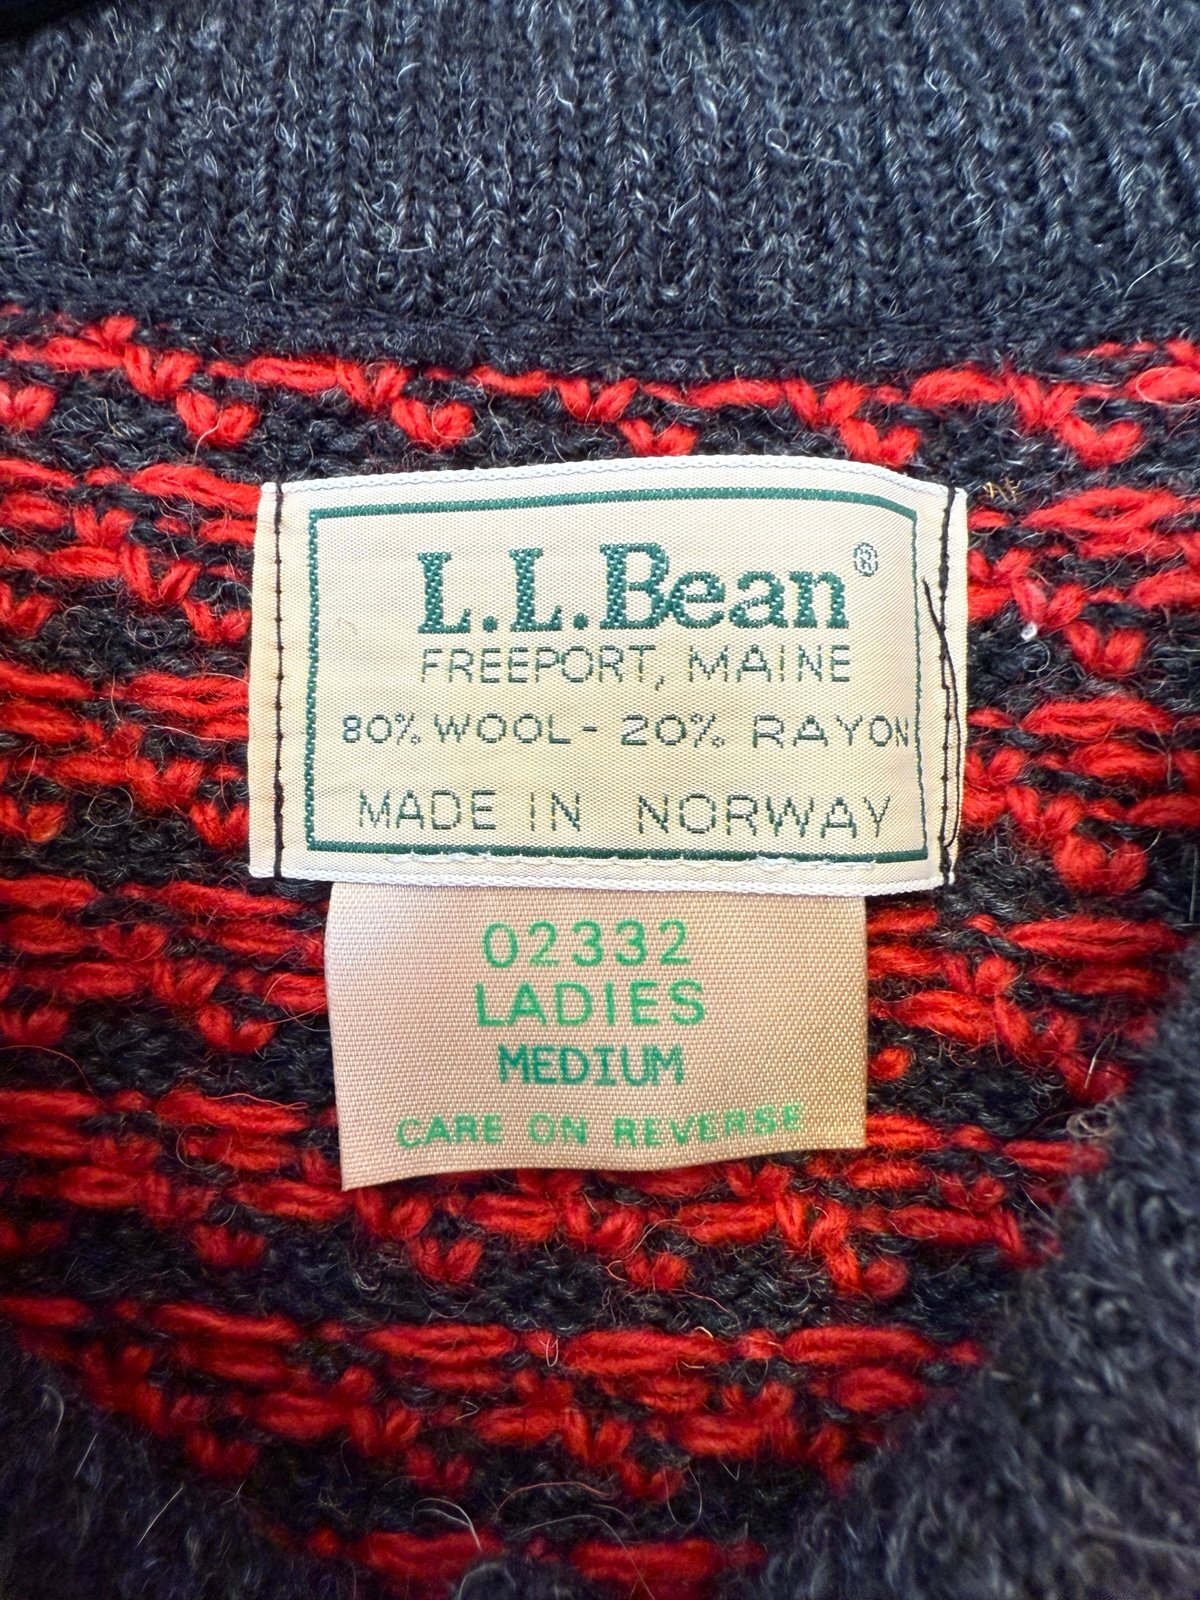 L.L.Bean®
FREEPORT, MAINE
80% WOOL - 20% RAYON
MADE IN NORWAY
02332
LADIES
MEDIUM
CARE ON REVERSE